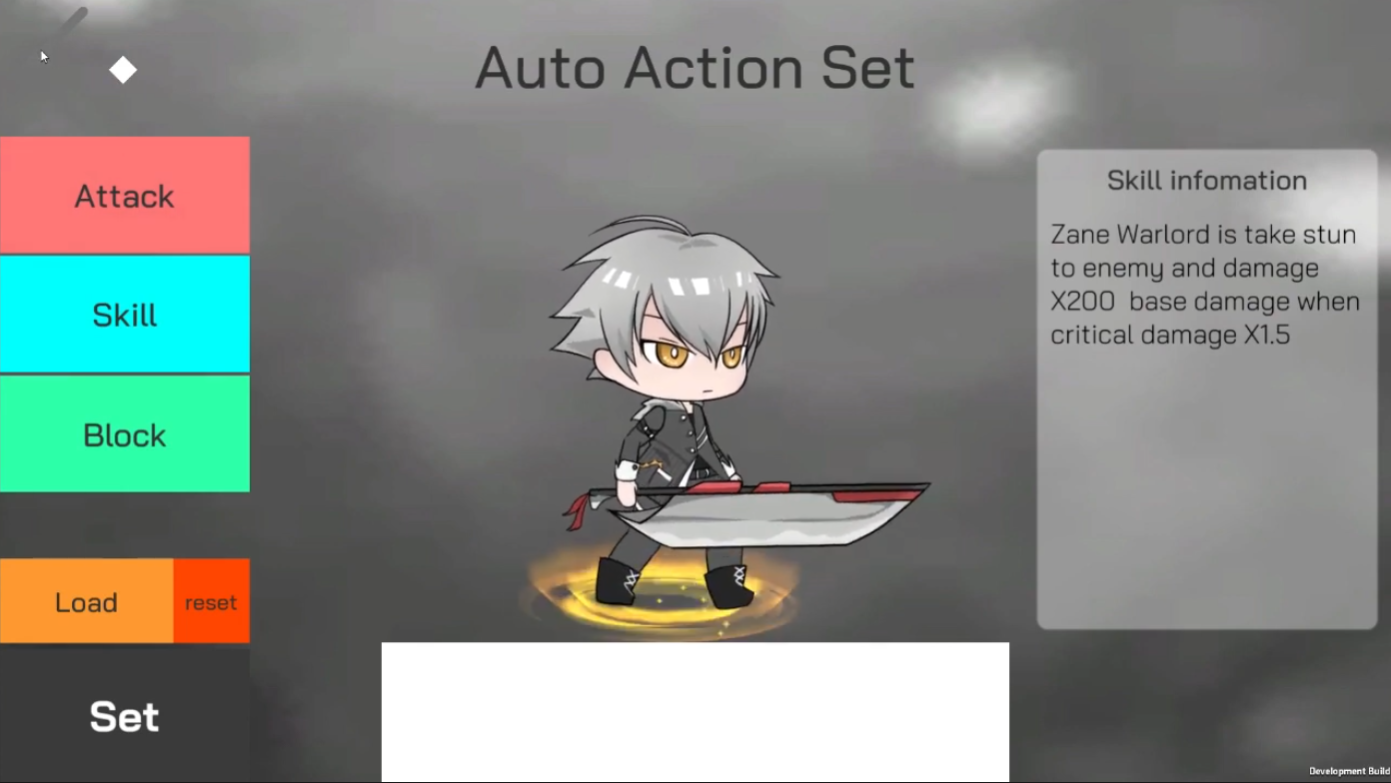 Auto Action Set
Attack
Skill
Block
Load
reset
Set
Skill infomation
Zane Warlord is take stun
to enemy and damage
X200  base damage when
critical damage X1.5
Development Build